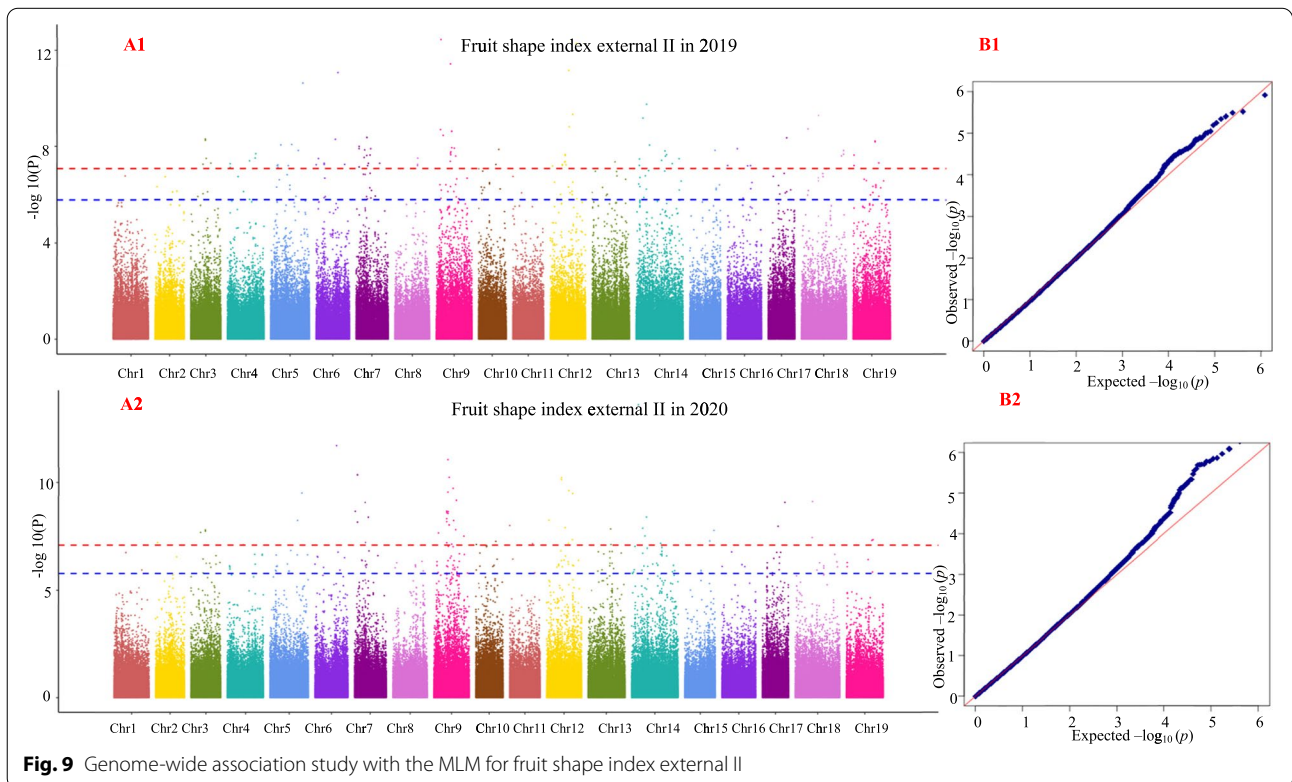 A1
Fruit shape index external II in 2019
12
8
4
0
-log 10(P)
Chr1 Chr2 Chr3 Chr4 Chr5 Chr6 Chr7 Chr8 Chr9 Chr10 Chr11 Chr12 Chr13 Chr14 Chr15 Chr16 Chr17 Chr18 Chr19
B1
6
5
4
3
2
1
0
Observed –log₁₀(p)
0 1 2 3 4 5 6
Expected –log₁₀(p)
A2
Fruit shape index external II in 2020
10
5
0
-log 10(P)
Chr1 Chr2 Chr3 Chr4 Chr5 Chr6 Chr7 Chr8 Chr9 Chr10 Chr11 Chr12 Chr13 Chr14 Chr15 Chr16 Chr17 Chr18 Chr19
B2
6
5
4
3
2
1
0
Observed –log₁₀(p)
0 1 2 3 4 5 6
Expected –log₁₀(p)
Fig. 9 Genome-wide association study with the MLM for fruit shape index external II